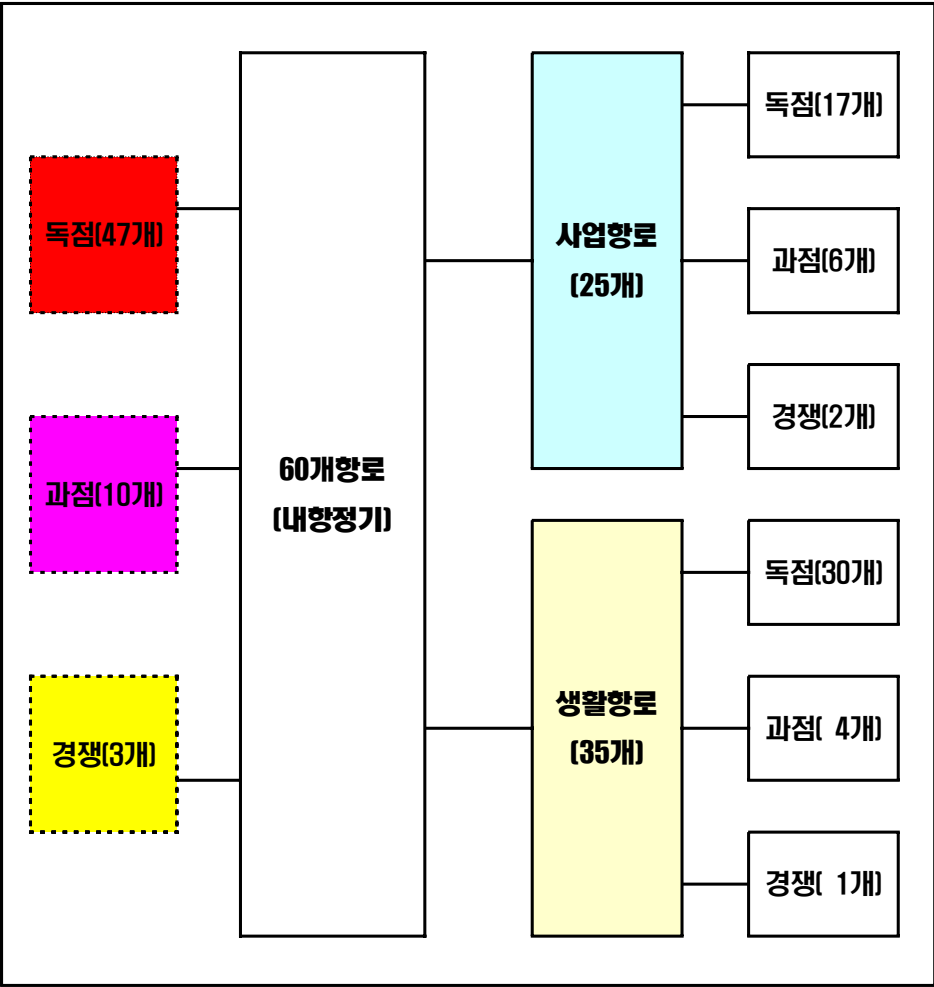 독점(47개)
과점(10개)
경쟁(3개)
60개항로
(내항정기)
사업항로
(25개)
생활항로
(35개)
독점(17개)
과점(6개)
경쟁(2개)
독점(30개)
과점( 4개)
경쟁( 1개)